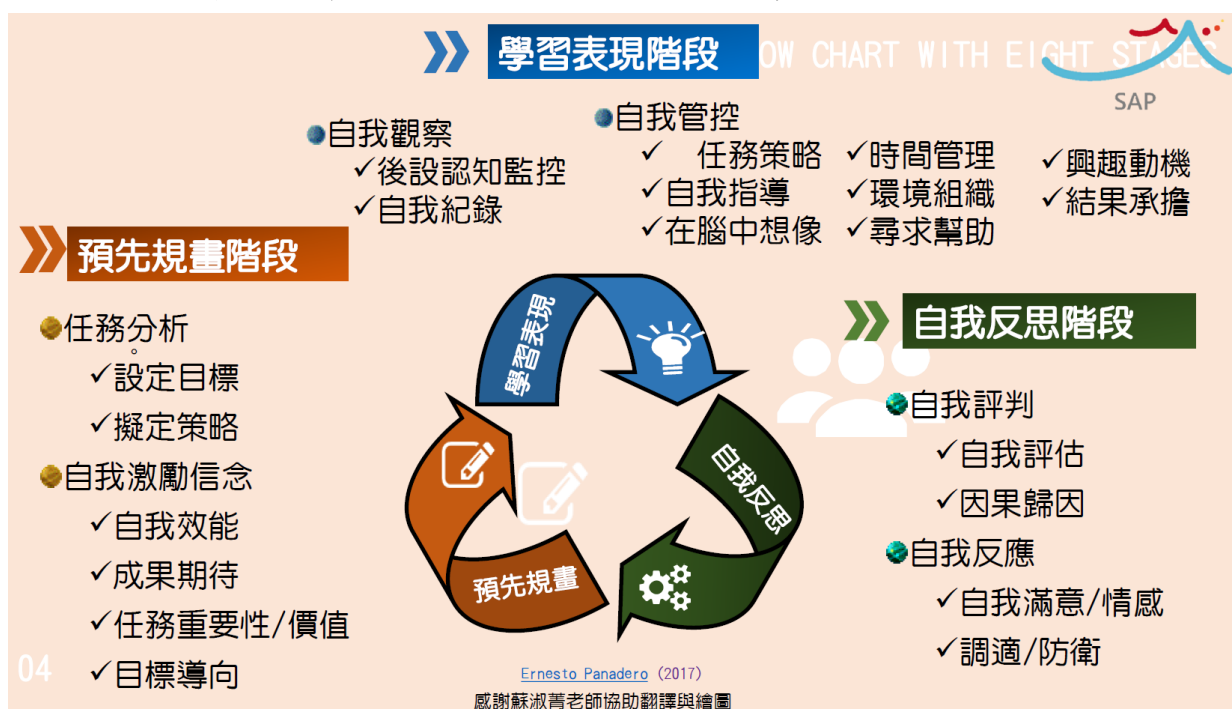 學習表現階段
OW CHART WITH EIGHT STAGES
SAP
自我觀察
✓後設認知監控
✓自我紀錄
自我管控
✓ 任務策略
✓自我指導
✓在腦中想像
✓時間管理
✓環境組織
✓尋求幫助
✓興趣動機
✓結果承擔
預先規畫階段
任務分析
。
✓設定目標
✓擬定策略
自我激勵信念
✓自我效能
✓成果期待
✓任務重要性/價值
✓目標導向
學習表現
自我反思
預先規畫
自我反思階段
自我評判
✓自我評估
✓因果歸因
自我反應
✓自我滿意/情感
✓調適/防衛
04
Ernesto Panadero (2017)
感謝蘇淑菁老師協助翻譯與繪圖